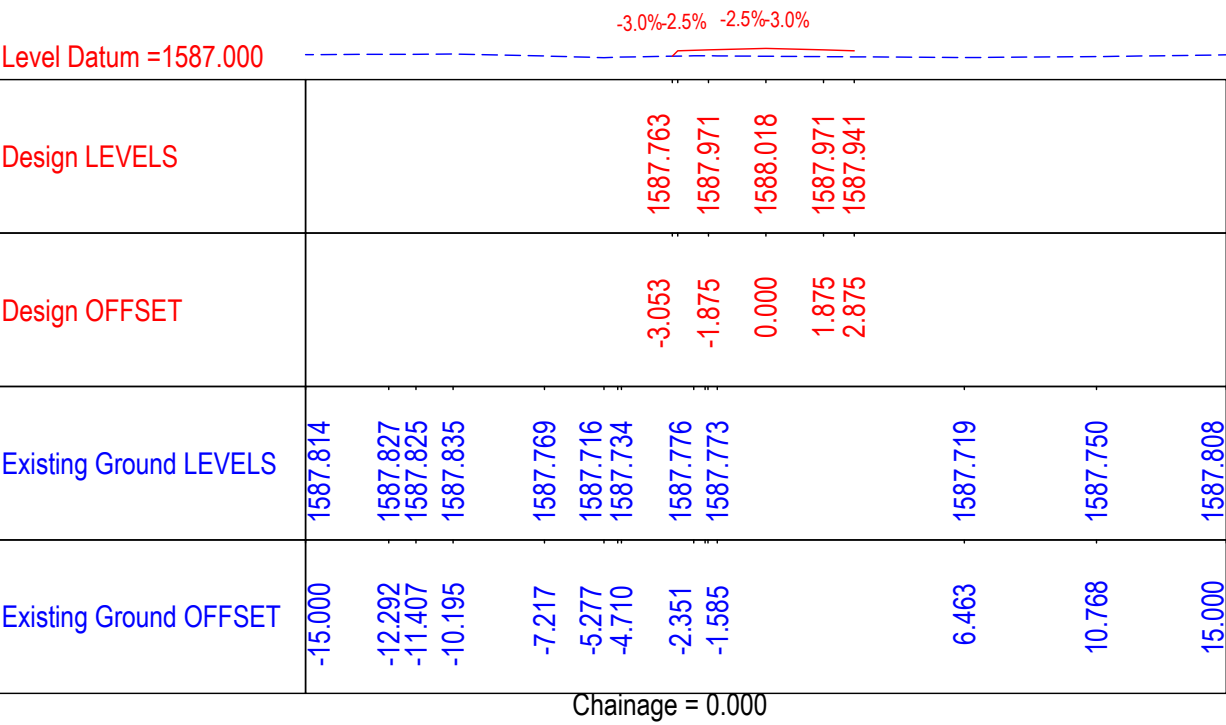 -3.0%-2.5% -2.5%-3.0%
Level Datum =1587.000
Design LEVELS 1587.763 1587.971 1588.018 1587.971 1587.941
Design OFFSET -3.053 -1.875 0.000 1.875 2.875
Existing Ground LEVELS 1587.814 1587.827 1587.825 1587.835 1587.769 1587.716 1587.734 1587.776 1587.773 1587.719 1587.750 1587.808
Existing Ground OFFSET -15.000 -12.292 -11.407 -10.195 -7.217 -5.277 -4.710 -2.351 -1.585 6.463 10.768 15.000
Chainage = 0.000